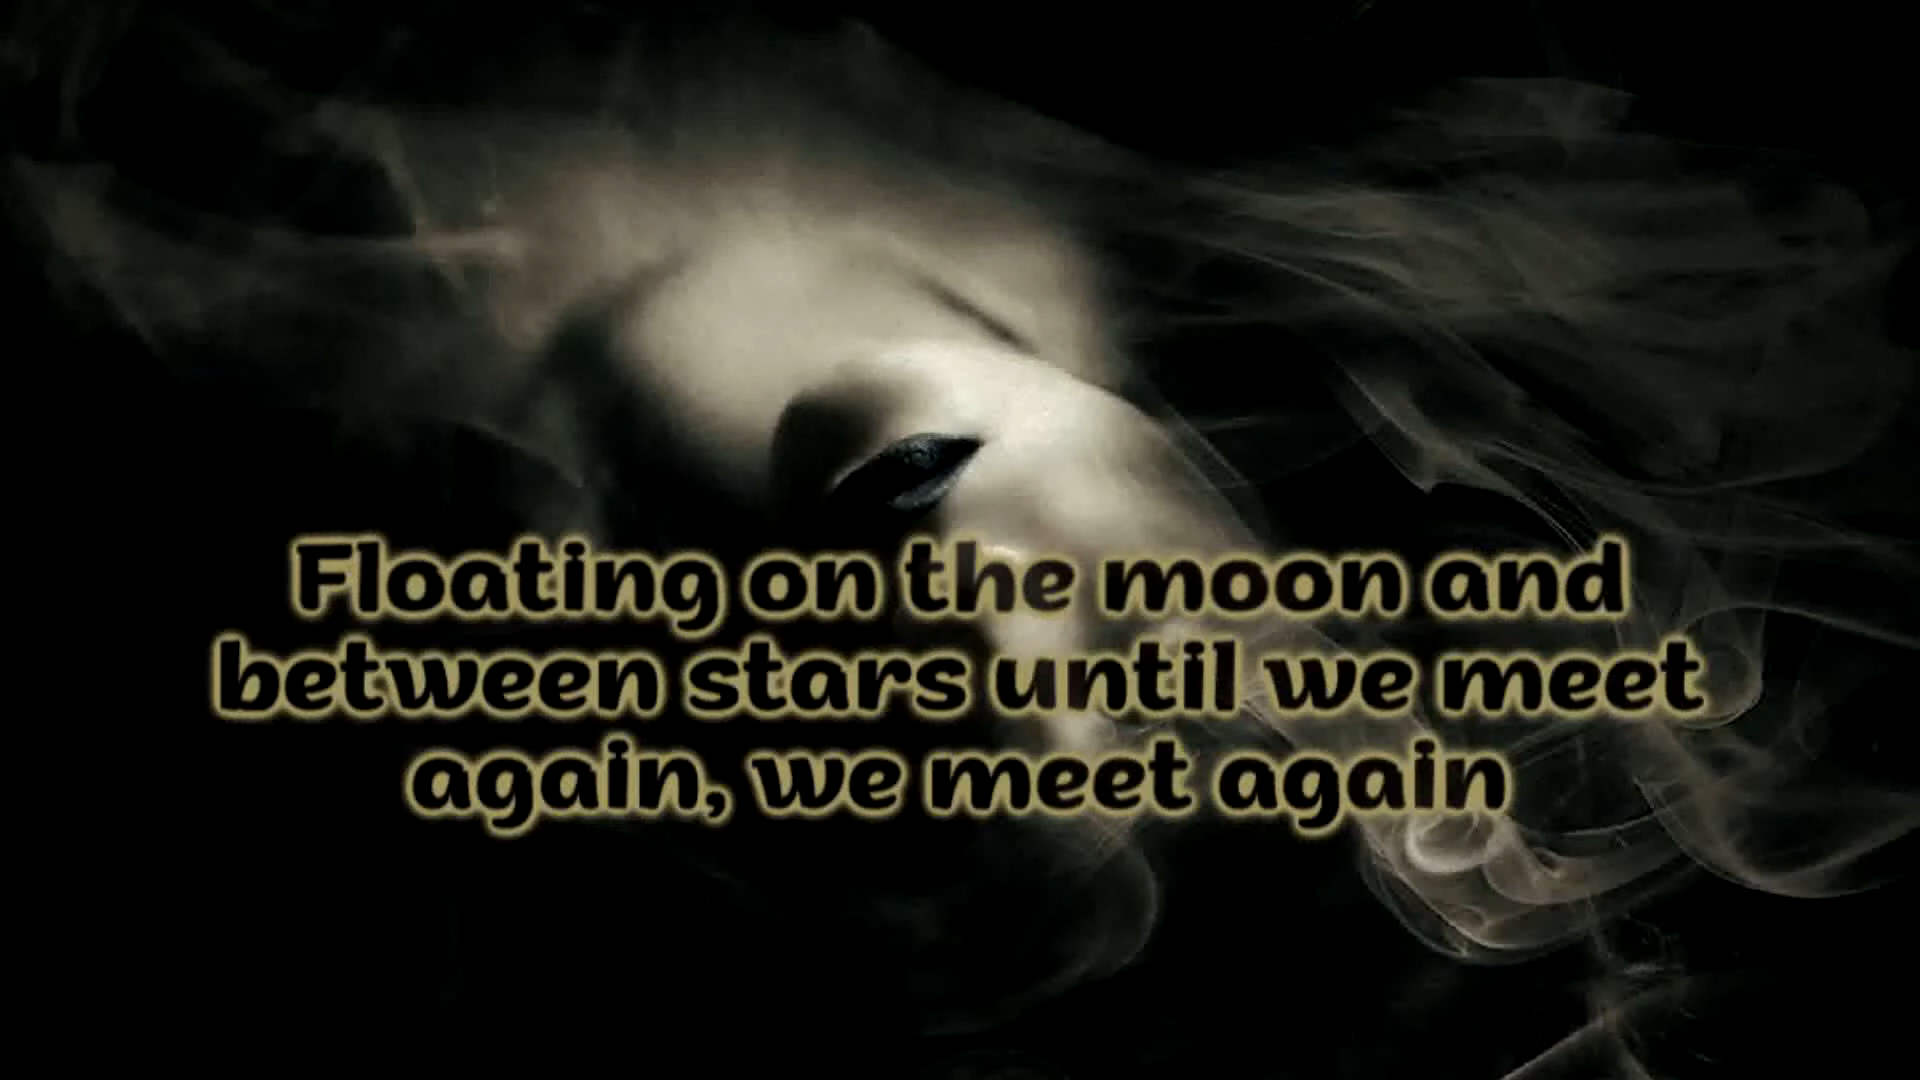 Floating on the moon and
between stars until we meet
again, we meet again